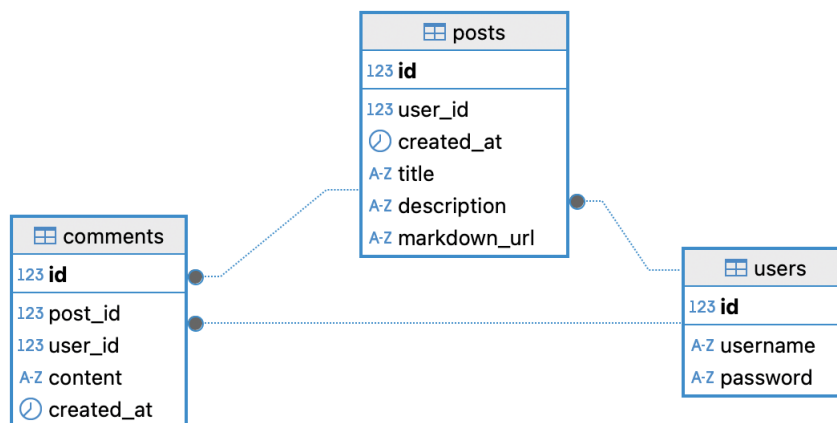 posts
123 id
123 user_id
created_at
A-Z title
A-Z description
A-Z markdown_url
comments
123 id
123 post_id
123 user_id
A-Z content
created_at
users
123 id
A-Z username
A-Z password